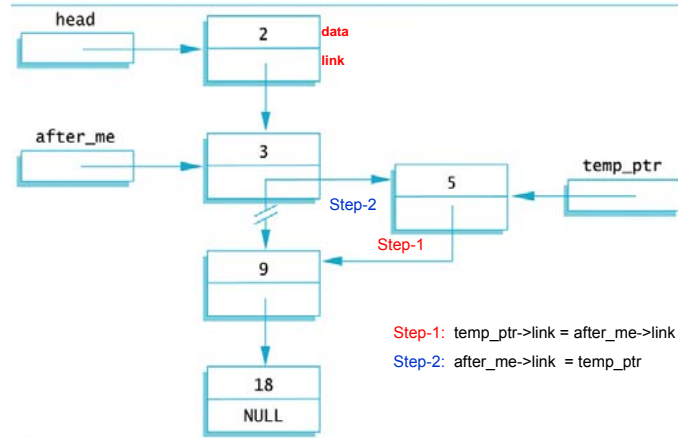 head
2 data
link
after_me
3
temp_ptr
5
Step-2
Step-1
9
Step-1: temp_ptr->link = after_me->link
Step-2: after_me->link = temp_ptr
18
NULL